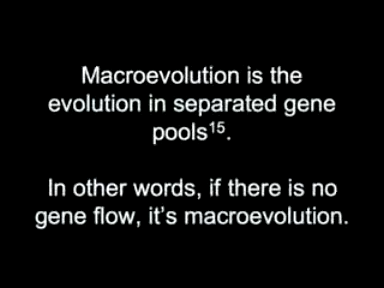 Macroevolution is the
evolution in separated gene
pools¹⁵.
In other words, if there is no
gene flow, it's macroevolution.